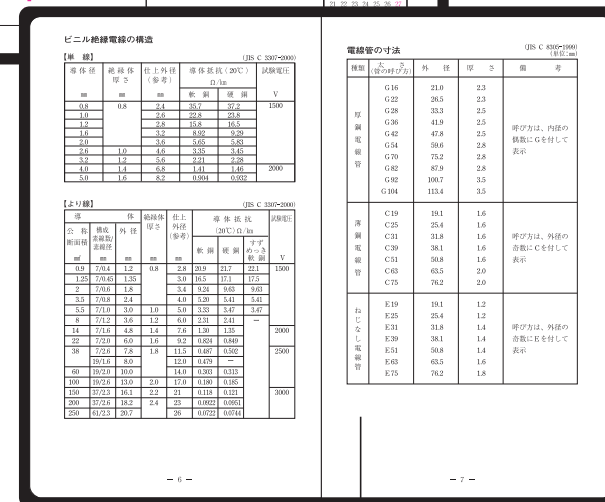 21 22 23 24 25 26 27
ビニル絶縁電線の構造
【単　線】 (JIS C 3307-2000)
導体径 絶縁体厚さ 仕上外径(参考) 導体抵抗(20℃) Ω/km 試験電圧
㎜ ㎜ ㎜ 軟銅 硬銅 V
0.8 0.8 2.4 35.7 37.2 1500
1.0 2.6 22.8 23.8
1.2 2.8 15.8 16.5
1.6 3.2 8.92 9.29
2.0 3.6 5.65 5.83
2.6 1.0 4.6 3.35 3.45
3.2 1.2 5.6 2.21 2.28
4.0 1.4 6.8 1.41 1.46 2000
5.0 1.6 8.2 0.904 0.932
【より線】 (JIS C 3307-2000)
導　体 絶縁体厚さ 仕上外径(参考) 導体抵抗(20℃)Ω/km 試験電圧
公称断面積 構成素線数/素線径 外径 軟銅 硬銅 すずめっき軟銅
㎟ ㎜ ㎜ ㎜ ㎜ V
0.9 7/0.4 1.2 0.8 2.8 20.9 21.7 22.1 1500
1.25 7/0.45 1.35 3.0 16.5 17.1 17.5
2 7/0.6 1.8 3.4 9.24 9.63 9.63
3.5 7/0.8 2.4 4.0 5.20 5.41 5.41
5.5 7/1.0 3.0 1.0 5.0 3.33 3.47 3.47
8 7/1.2 3.6 1.2 6.0 2.31 2.41 －
14 7/1.6 4.8 1.4 7.6 1.30 1.35 2000
22 7/2.0 6.0 1.6 9.2 0.824 0.849
38 7/2.6 7.8 1.8 11.5 0.487 0.502 2500
19/1.6 8.0 12.0 0.479 －
60 19/2.0 10.0 14.0 0.303 0.313
100 19/2.6 13.0 2.0 17.0 0.180 0.185
150 37/2.3 16.1 2.2 21 0.118 0.121 3000
200 37/2.6 18.2 2.4 23 0.0922 0.0951
250 61/2.3 20.7 26 0.0722 0.0744
－ 6 －
電線管の寸法
(JIS C 8305-1999)
(単位:㎜)
種類 太さ(管の呼び方) 外径 厚さ 備考
厚鋼電線管
G16 21.0 2.3
G22 26.5 2.3
G28 33.3 2.5
G36 41.9 2.5
G42 47.8 2.5
G54 59.6 2.8
G70 75.2 2.8
G82 87.9 2.8
G92 100.7 3.5
G104 113.4 3.5
呼び方は、内径の
偶数にGを付して
表示
薄鋼電線管
C19 19.1 1.6
C25 25.4 1.6
C31 31.8 1.6
C39 38.1 1.6
C51 50.8 1.6
C63 63.5 2.0
C75 76.2 2.0
呼び方は、外径の
奇数にCを付して
表示
ねじなし電線管
E19 19.1 1.2
E25 25.4 1.2
E31 31.8 1.4
E39 38.1 1.4
E51 50.8 1.4
E63 63.5 1.6
E75 76.2 1.8
呼び方は、外径の
奇数にEを付して
表示
－ 7 －